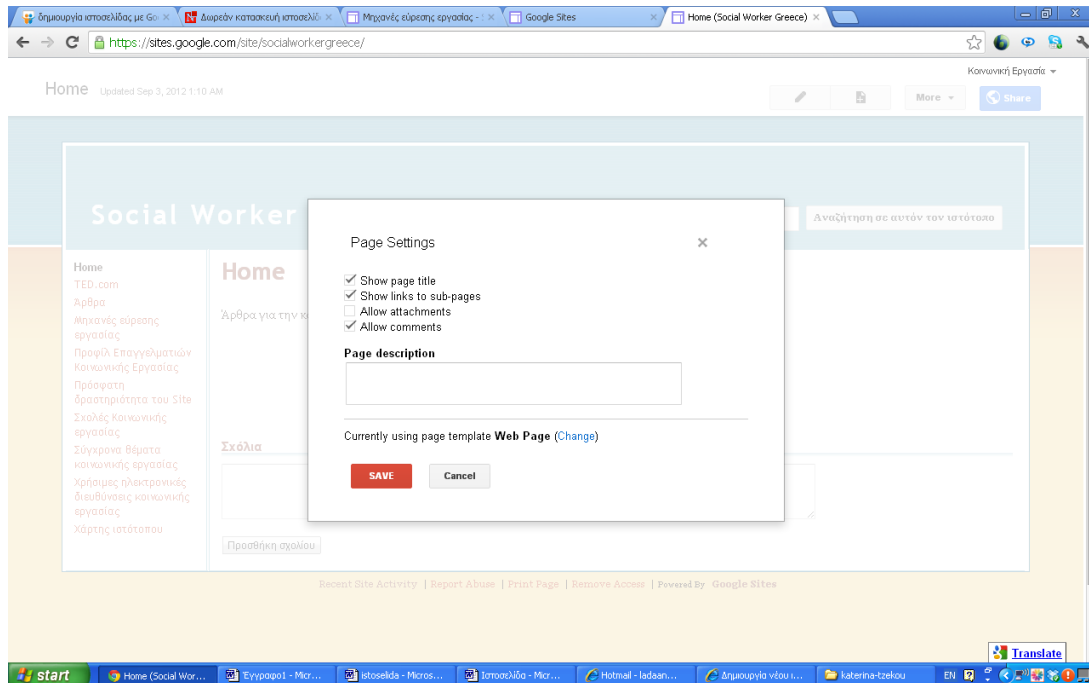 δημιουργία ιστοσελίδας με Go
Δωρεάν κατασκευή ιστοσελίδ
Μηχανές εύρεσης εργασίας -
Google Sites
Home (Social Worker Greece)
https://sites.google.com/site/socialworkergreece/
Κοινωνική Εργασία
Home Updated Sep 3, 2012 1:10 AM
More
Share
Social Worker
Αναζήτηση σε αυτόν τον ιστότοπο
Home
TED.com
Άρθρα
Μηχανές εύρεσης
εργασίας
Προφίλ Επαγγελματιών
Κοινωνικής Εργασίας
Πρόσφατη
δραστηριότητα του Site
Σχολές Κοινωνικής
εργασίας
Σύγχρονα θέματα
κοινωνικής εργασίας
Χρήσιμες ηλεκτρονικές
διευθύνσεις κοινωνικής
εργασίας
Χάρτης ιστότοπου
Home
Άρθρα για την
Σχόλια
Προσθήκη σχολίου
Page Settings
Show page title
Show links to sub-pages
Allow attachments
Allow comments
Page description
Currently using page template Web Page (Change)
SAVE
Cancel
Recent Site Activity | Report Abuse | Print Page | Remove Access | Powered By Google Sites
Translate
start
Home (Social Wor...
Έγγραφο1 - Micr...
istoselida - Micros...
Ιστοσελίδα - Micr...
Hotmail - ladaan...
Δημιουργία νέου ι...
katerina-tzekou
EN